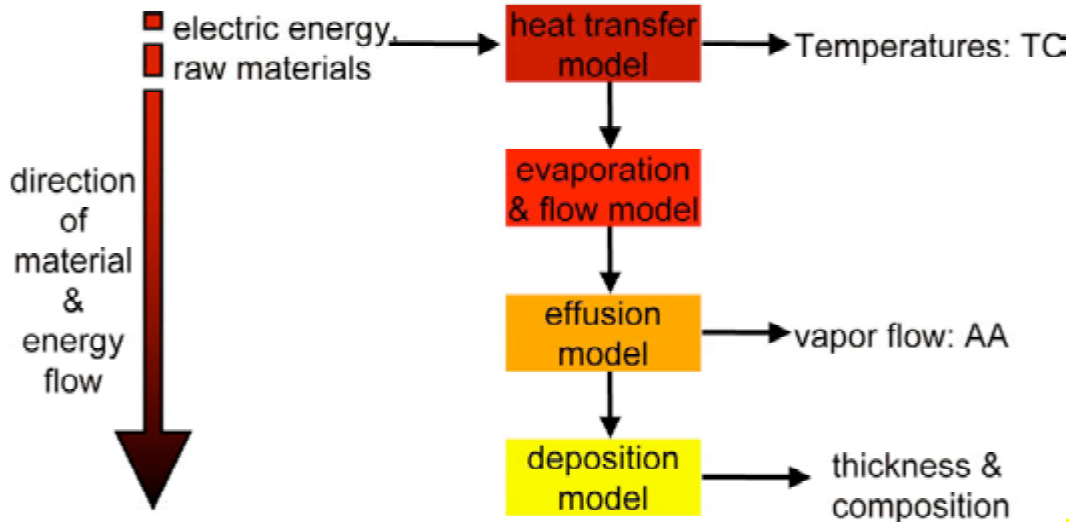 electric energy,
raw materials
heat transfer
model
Temperatures: TC
direction
of
material
&
energy
flow
evaporation
& flow model
effusion
model
vapor flow: AA
deposition
model
thickness &
composition